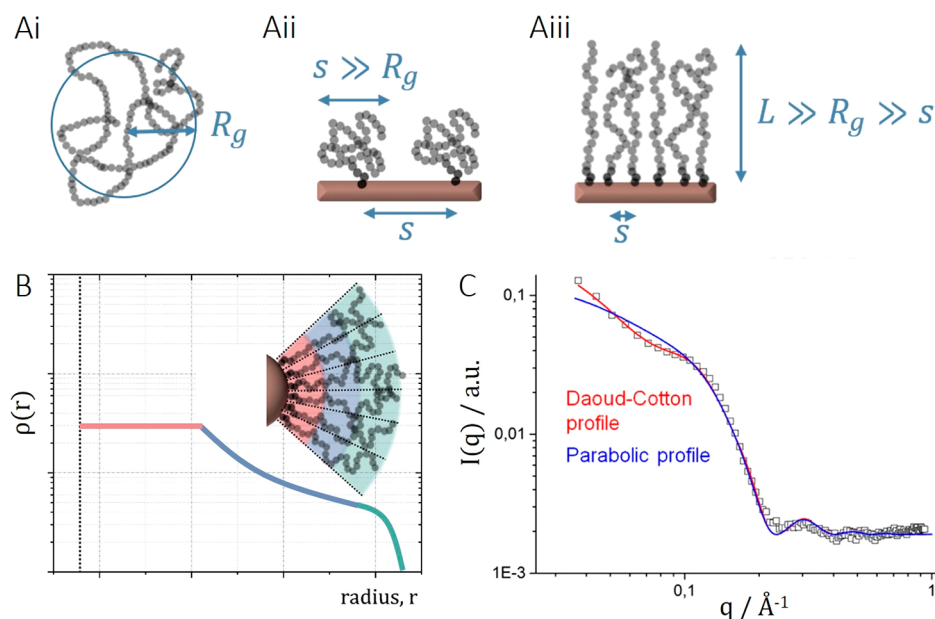 Ai
Aii
Aiii
R_g
s ≫ R_g
s
L ≫ R_g ≫ s
s
B
ρ(r)
radius, r
C
I(q) / a.u.
0,1
0,01
1E-3
Daoud-Cotton
profile
Parabolic profile
0,1
1
q / Å⁻¹